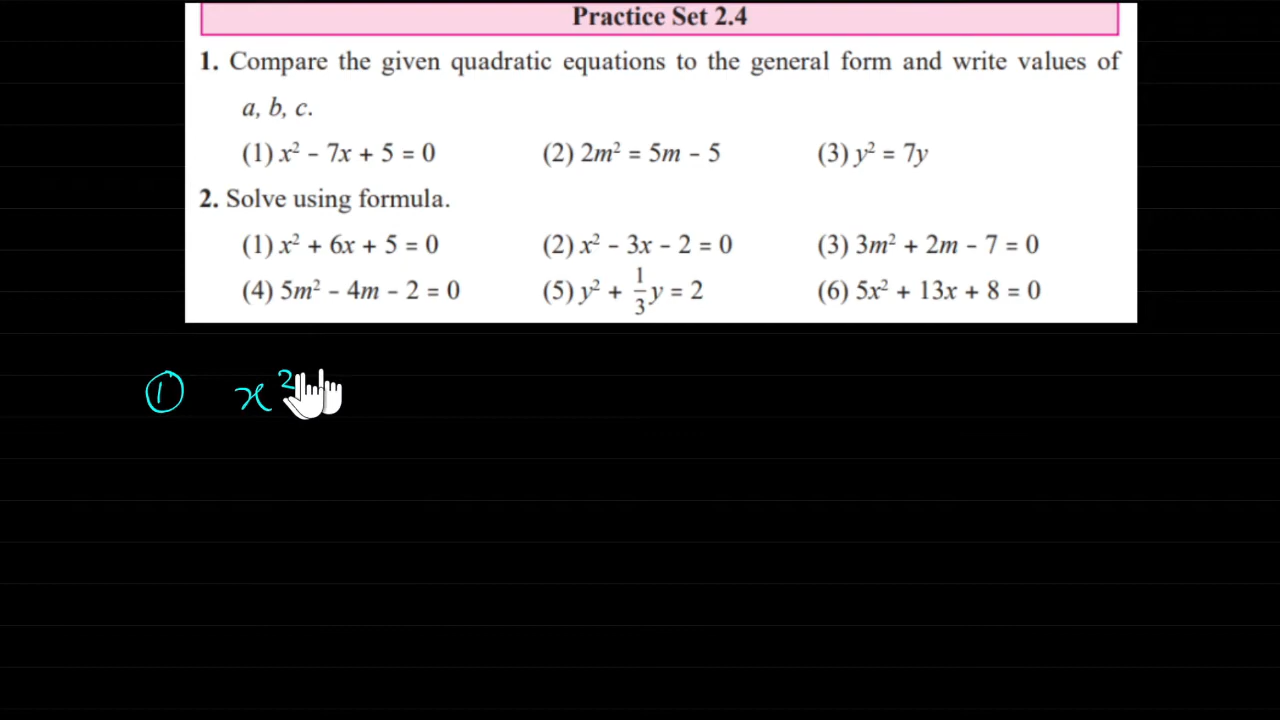 Practice Set 2.4
1. Compare the given quadratic equations to the general form and write values of
a, b, c.
(1) x² – 7x + 5 = 0 (2) 2m² = 5m – 5 (3) y² = 7y
2. Solve using formula.
(1) x² + 6x + 5 = 0 (2) x² – 3x – 2 = 0 (3) 3m² + 2m – 7 = 0
(4) 5m² – 4m – 2 = 0 (5) y² + 1/3 y = 2 (6) 5x² + 13x + 8 = 0
① x²